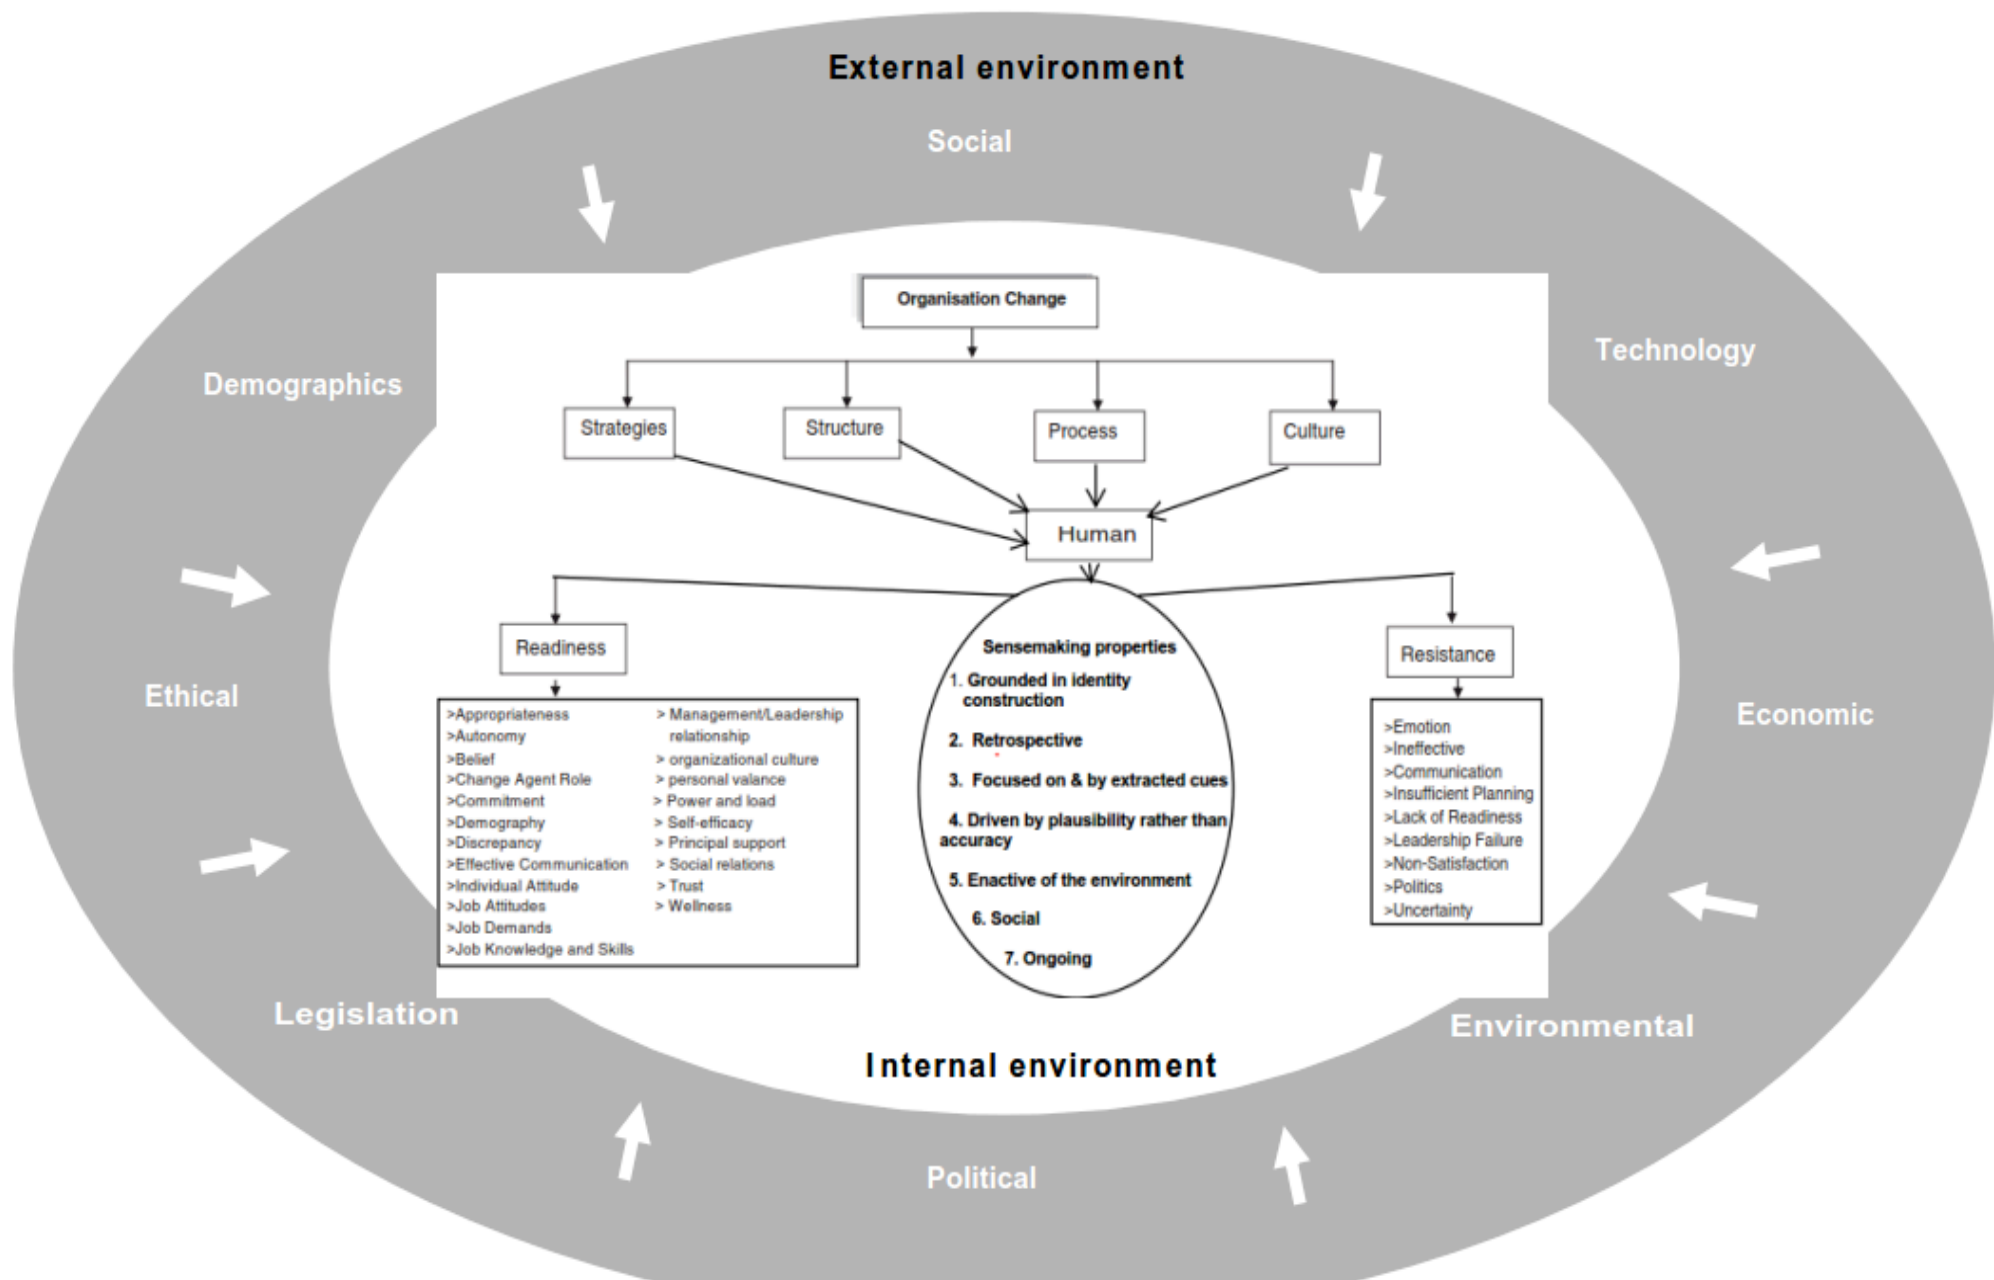 External environment
Social
Technology
Demographics
Organisation Change
Strategies
Structure
Process
Culture
Human
Readiness
>Appropriateness
>Autonomy
>Belief
>Change Agent Role
>Commitment
>Demography
>Discrepancy
>Effective Communication
>Individual Attitude
>Job Attitudes
>Job Demands
>Job Knowledge and Skills
> Management/Leadership
relationship
> organizational culture
> personal valance
> Power and load
> Self-efficacy
> Principal support
> Social relations
> Trust
> Wellness
Sensemaking properties
1. Grounded in identity
construction
2. Retrospective
3. Focused on & by extracted cues
4. Driven by plausibility rather than
accuracy
5. Enactive of the environment
6. Social
7. Ongoing
Resistance
>Emotion
>Ineffective
>Communication
>Insufficient Planning
>Lack of Readiness
>Leadership Failure
>Non-Satisfaction
>Politics
>Uncertainty
Ethical
Economic
Legislation
Environmental
Internal environment
Political